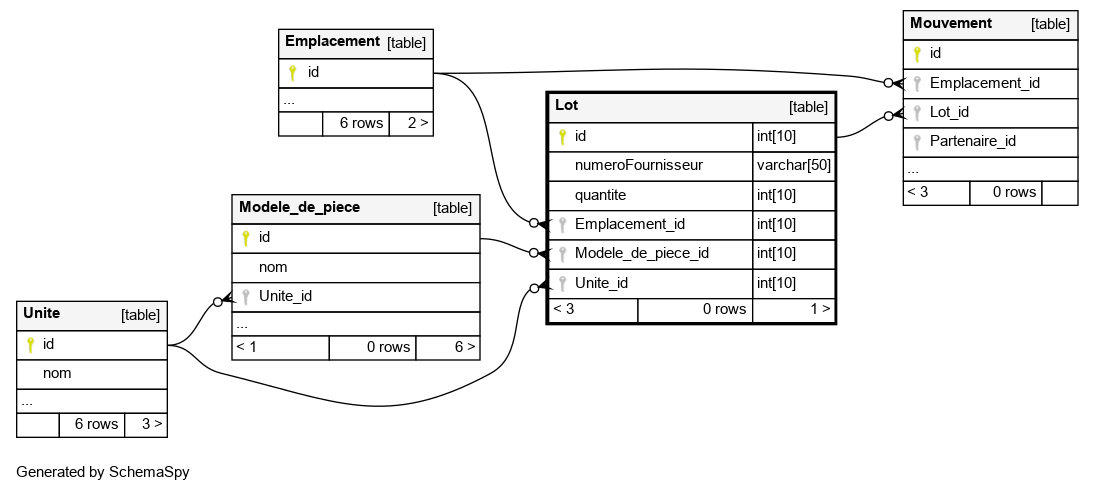 Emplacement [table]
id
...
6 rows 2 >
Modele_de_piece [table]
id
nom
Unite_id
...
< 1 0 rows 6 >
Unite [table]
id
nom
...
6 rows 3 >
Lot [table]
id int[10]
numeroFournisseur varchar[50]
quantite int[10]
Emplacement_id int[10]
Modele_de_piece_id int[10]
Unite_id int[10]
< 3 0 rows 1 >
Mouvement [table]
id
Emplacement_id
Lot_id
Partenaire_id
...
< 3 0 rows
Generated by SchemaSpy